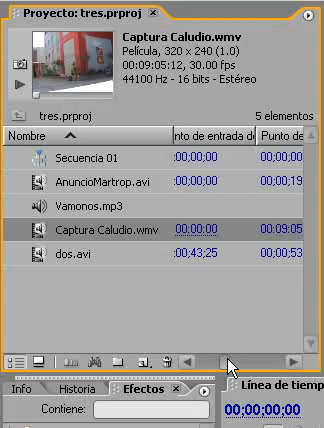 Proyecto: tres.prproj
Captura Caludio.wmv
Película, 320 x 240 (1.0)
00:09:05:12, 30.00 fps
44100 Hz - 16 bits - Estéreo
tres.prproj 5 elementos
Nombre nto de entrada de Punto de
Secuencia 01 :00;00;00 00;00;00
AnuncioMartrop.avi :00;00;00 00;00;19
Vamonos.mp3
Captura Caludio.wmv :00:00:00 00:09:05
dos.avi :00;43;25 00;00;53
Info Historia Efectos Línea de tiemp
Contiene: 00;00;00;00